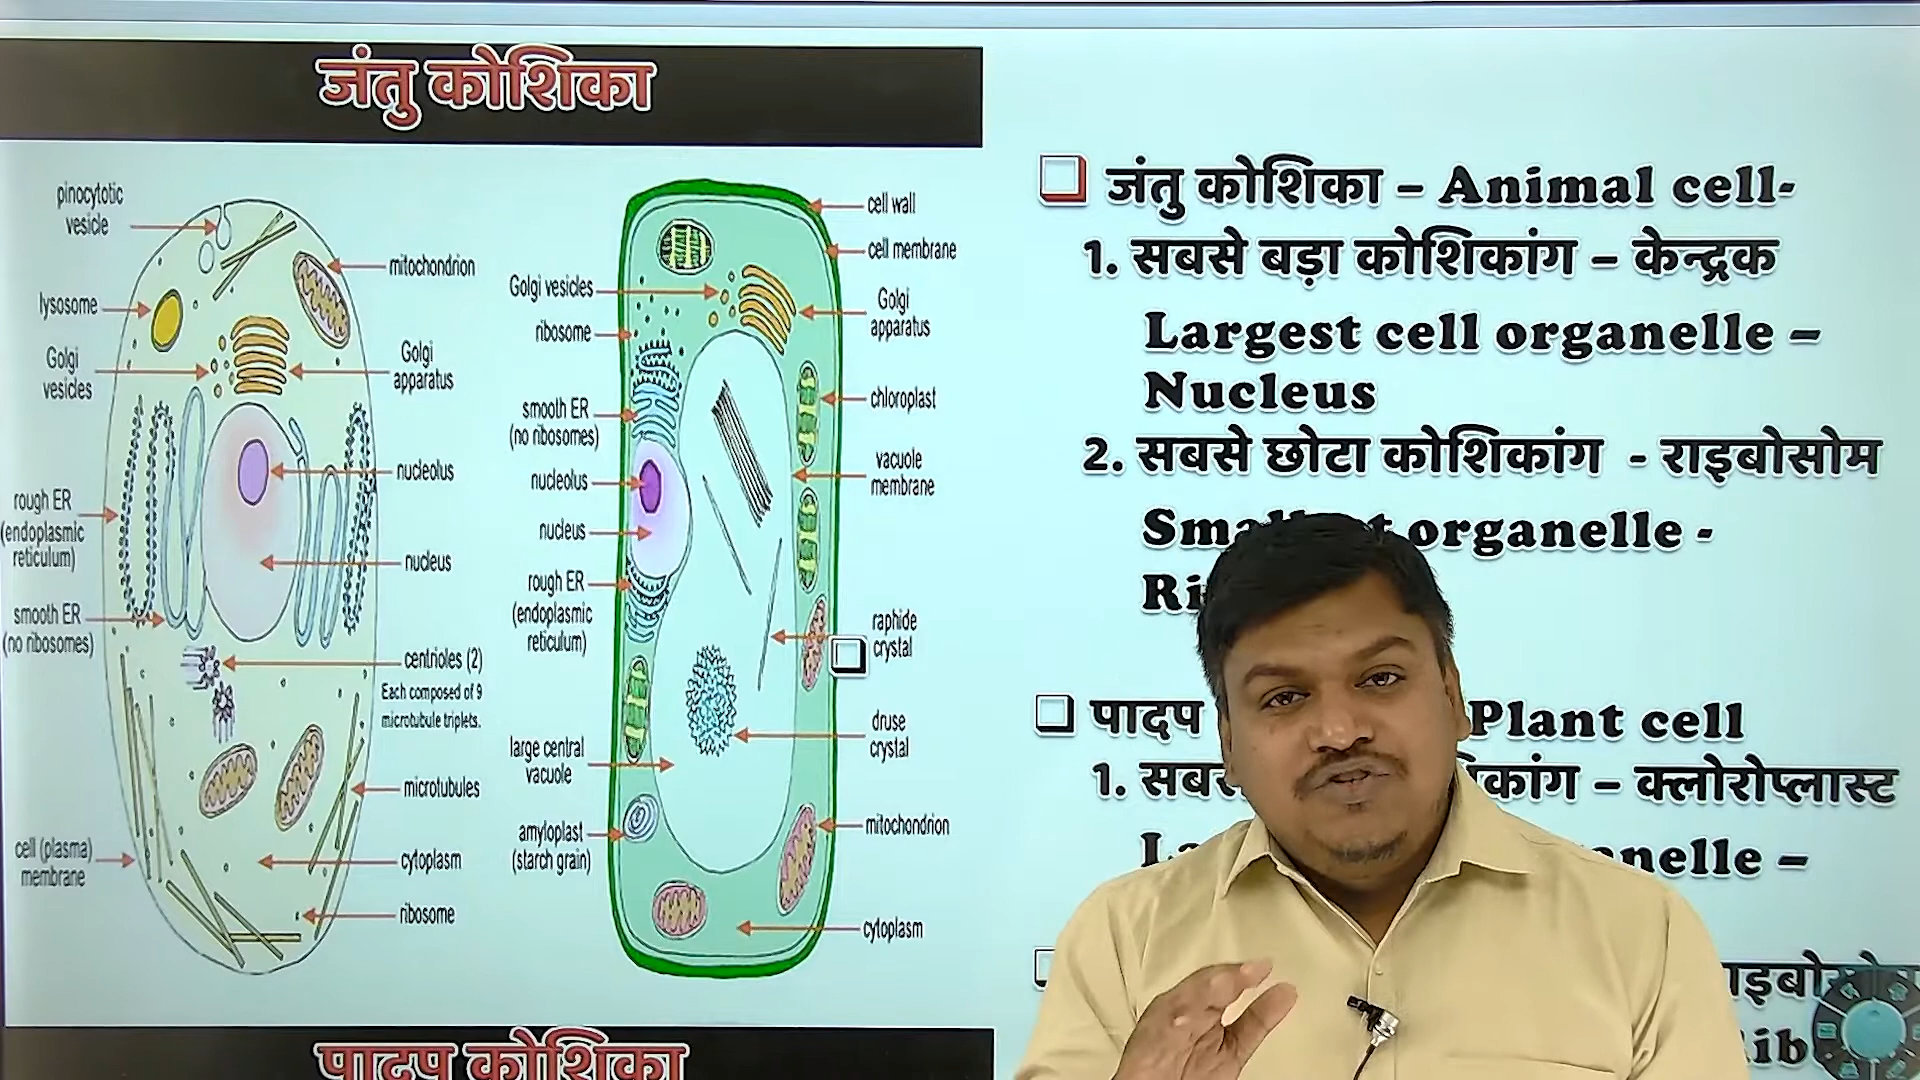 जंतु कोशिका
pinocytotic
vesicle
mitochondrion
lysosome
Golgi
vesicles
Golgi
apparatus
nucleolus
rough ER
(endoplasmic
reticulum)
nucleus
smooth ER
(no ribosomes)
centrioles (2)
Each composed of 9
microtubule triplets.
microtubules
cell (plasma)
membrane
cytoplasm
ribosome
cell wall
cell membrane
Golgi vesicles
Golgi
apparatus
ribosome
chloroplast
smooth ER
(no ribosomes)
vacuole
membrane
nucleolus
nucleus
rough ER
(endoplasmic
reticulum)
raphide
crystal
druse
crystal
large central
vacuole
amyloplast
(starch grain)
mitochondrion
cytoplasm
पादप कोशिका
जंतु कोशिका – Animal cell-
1. सबसे बड़ा कोशिकांग – केन्द्रक
Largest cell organelle –
Nucleus
2. सबसे छोटा कोशिकांग - राइबोसोम
organelle -
पादप Plant cell
1. – क्लोरोप्लास्ट